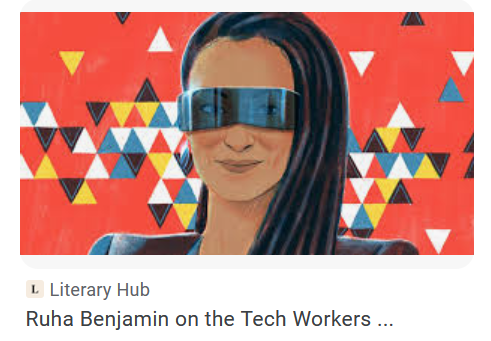 L Literary Hub
Ruha Benjamin on the Tech Workers ...